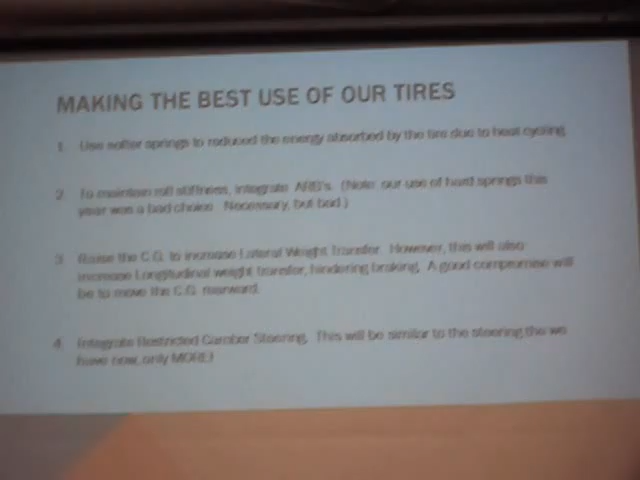 MAKING THE BEST USE OF OUR TIRES
1. Use softer springs to reduced the energy absorbed by the tire due to heat cycling
2. To maintain roll stiffness, integrate ARB's. (Note: our use of hard springs this
year was a bad choice. Necessary, but bad.)
3. Raise the C.G. to increase Lateral Weight transfer. However, this will also
increase Longitudinal weight transfer, hindering braking. A good compromise will
be to move the C.G. rearward.
4. Integrate Restricted Camber Steering. This will be similar to the steering the we
have now, only MORE!